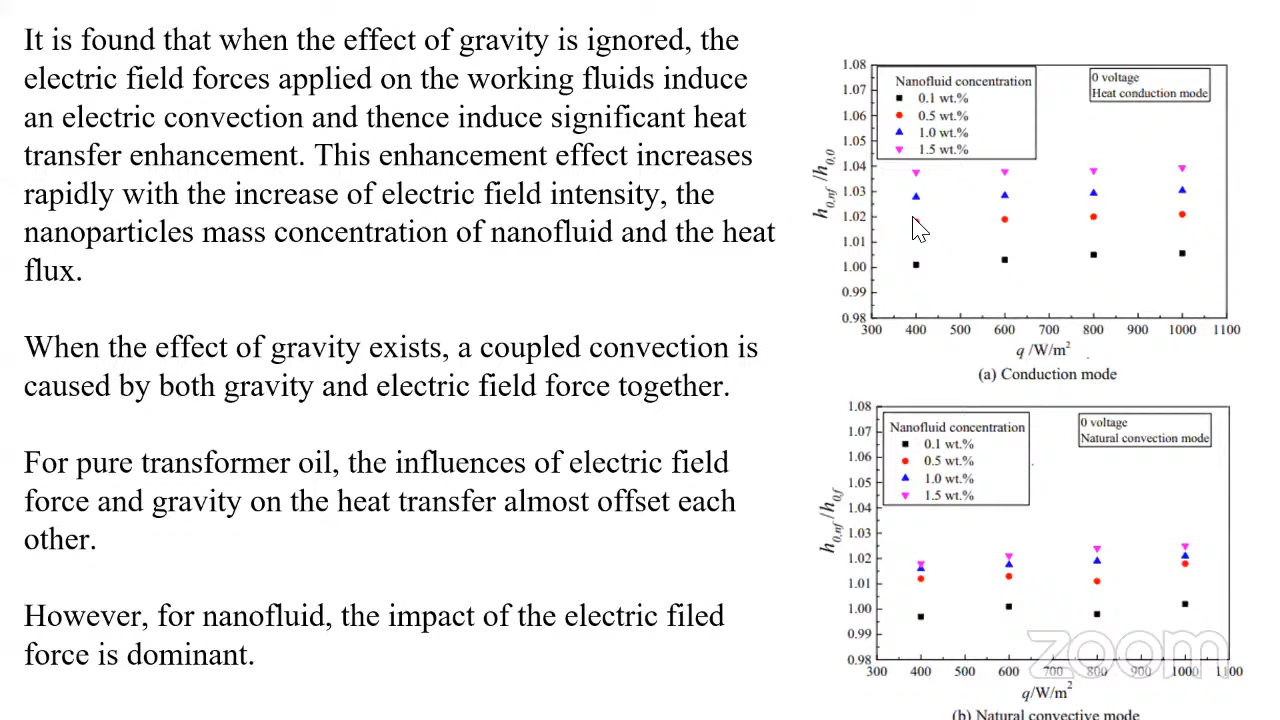 It is found that when the effect of gravity is ignored, the
electric field forces applied on the working fluids induce
an electric convection and thence induce significant heat
transfer enhancement. This enhancement effect increases
rapidly with the increase of electric field intensity, the
nanoparticles mass concentration of nanofluid and the heat
flux.
When the effect of gravity exists, a coupled convection is
caused by both gravity and electric field force together.
For pure transformer oil, the influences of electric field
force and gravity on the heat transfer almost offset each
other.
However, for nanofluid, the impact of the electric filed
force is dominant.
1.08
1.07
1.06
1.05
1.04
1.03
1.02
1.01
1.00
0.99
0.98
h0,nf /h0,0
Nanofluid concentration
0.1 wt.%
0.5 wt.%
1.0 wt.%
1.5 wt.%
0 voltage
Heat conduction mode
300 400 500 600 700 800 900 1000 1100
q /W/m2
(a) Conduction mode
1.08
1.07
1.06
1.05
1.04
1.03
1.02
1.01
1.00
0.99
0.98
h0,nf /h0,f
Nanofluid concentration
0.1 wt.%
0.5 wt.%
1.0 wt.%
1.5 wt.%
0 voltage
Natural convection mode
zoom
300 400 500 600 700 800 900 1000 1100
q/W/m2
(b) Natural convective mode